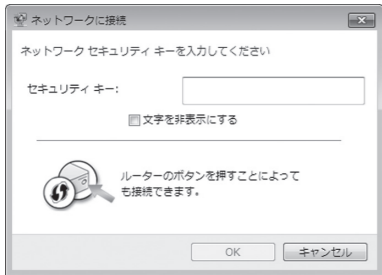 ネットワークに接続
ネットワーク セキュリティ キーを入力してください
セキュリティ キー:
文字を非表示にする
ルーターのボタンを押すことによって
も接続できます。
OK
キャンセル